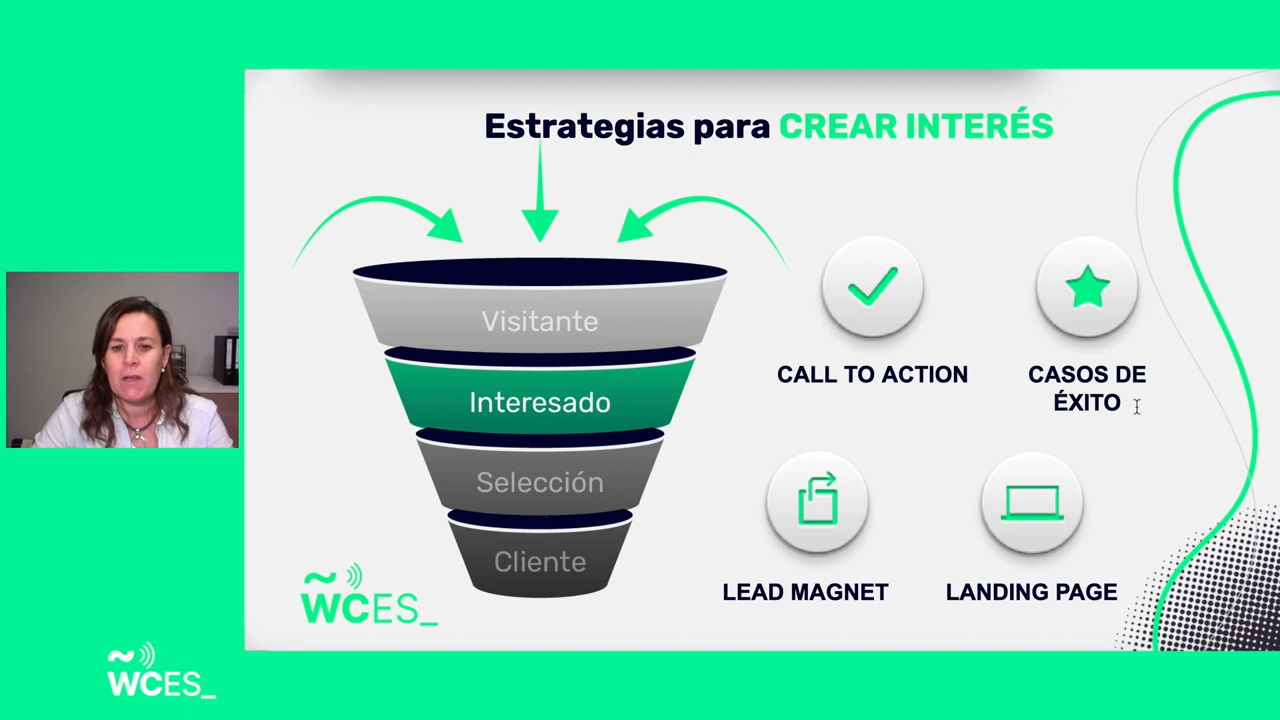 Estrategias para CREAR INTERÉS
Visitante
Interesado
Selección
Cliente
CALL TO ACTION
CASOS DE
ÉXITO
LEAD MAGNET
LANDING PAGE
~ WCES_
~ WCES_